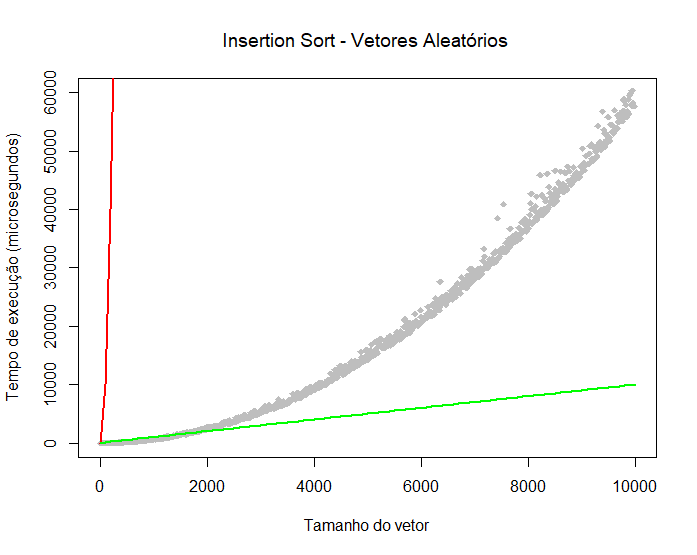 Insertion Sort - Vetores Aleatórios
Tempo de execução (microsegundos)
60000
50000
40000
30000
20000
10000
0
0 2000 4000 6000 8000 10000
Tamanho do vetor